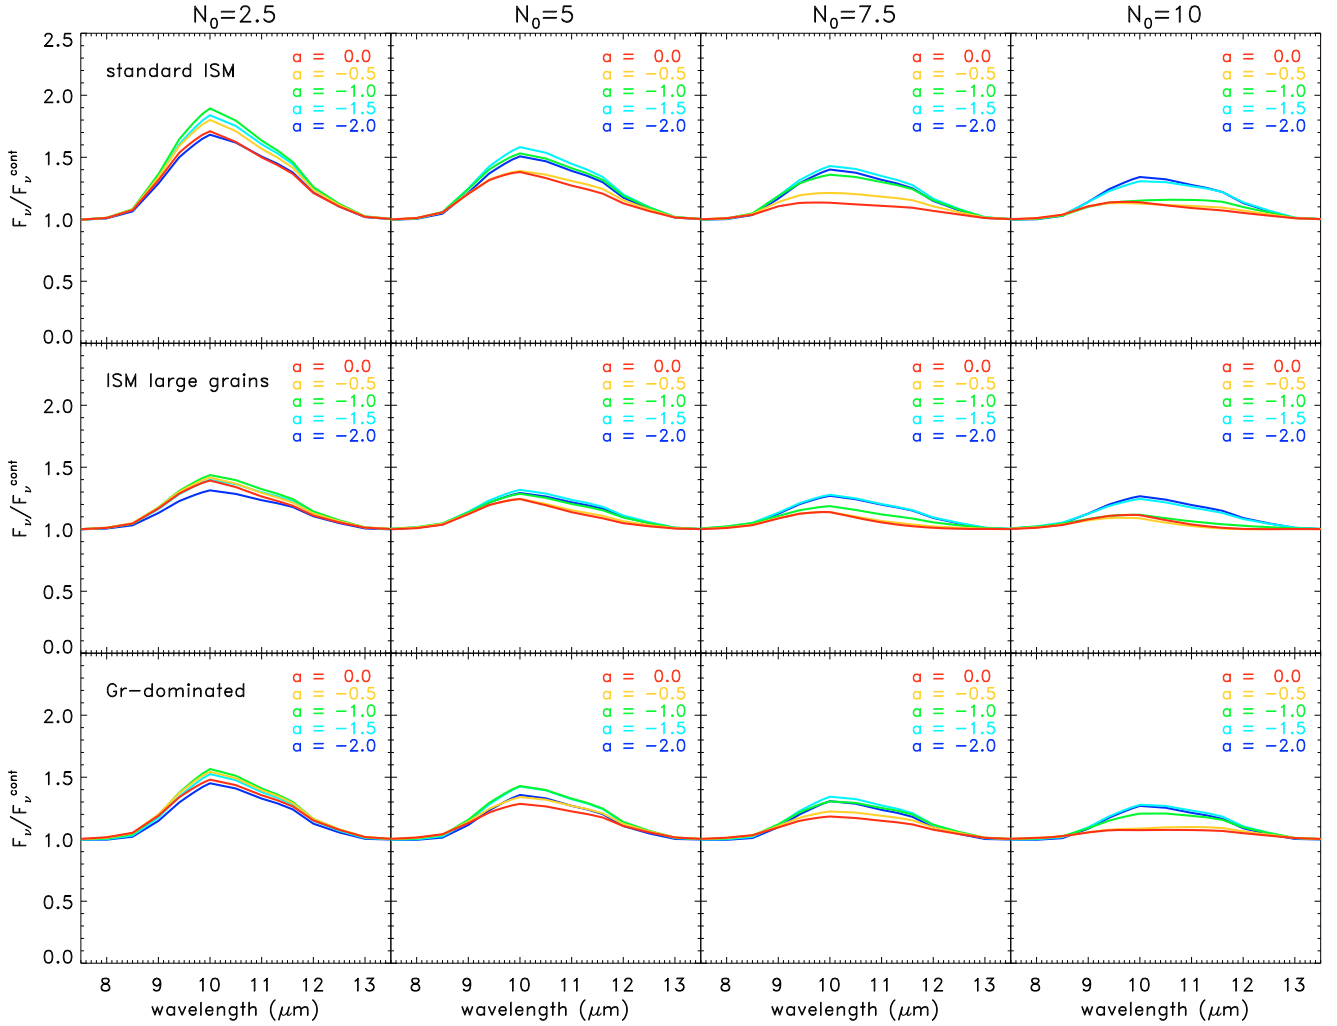 N₀=2.5 N₀=5 N₀=7.5 N₀=10
2.5
2.0
1.5
1.0
0.5
0.0
Fν/Fν^cont
standard ISM
a = 0.0
a = −0.5
a = −1.0
a = −1.5
a = −2.0
a = 0.0
a = −0.5
a = −1.0
a = −1.5
a = −2.0
a = 0.0
a = −0.5
a = −1.0
a = −1.5
a = −2.0
a = 0.0
a = −0.5
a = −1.0
a = −1.5
a = −2.0
2.0
1.5
1.0
0.5
0.0
Fν/Fν^cont
ISM large grains
a = 0.0
a = −0.5
a = −1.0
a = −1.5
a = −2.0
a = 0.0
a = −0.5
a = −1.0
a = −1.5
a = −2.0
a = 0.0
a = −0.5
a = −1.0
a = −1.5
a = −2.0
a = 0.0
a = −0.5
a = −1.0
a = −1.5
a = −2.0
2.0
1.5
1.0
0.5
0.0
Fν/Fν^cont
Gr−dominated
a = 0.0
a = −0.5
a = −1.0
a = −1.5
a = −2.0
a = 0.0
a = −0.5
a = −1.0
a = −1.5
a = −2.0
a = 0.0
a = −0.5
a = −1.0
a = −1.5
a = −2.0
a = 0.0
a = −0.5
a = −1.0
a = −1.5
a = −2.0
8 9 10 11 12 13 8 9 10 11 12 13 8 9 10 11 12 13 8 9 10 11 12 13
wavelength (μm) wavelength (μm) wavelength (μm) wavelength (μm)